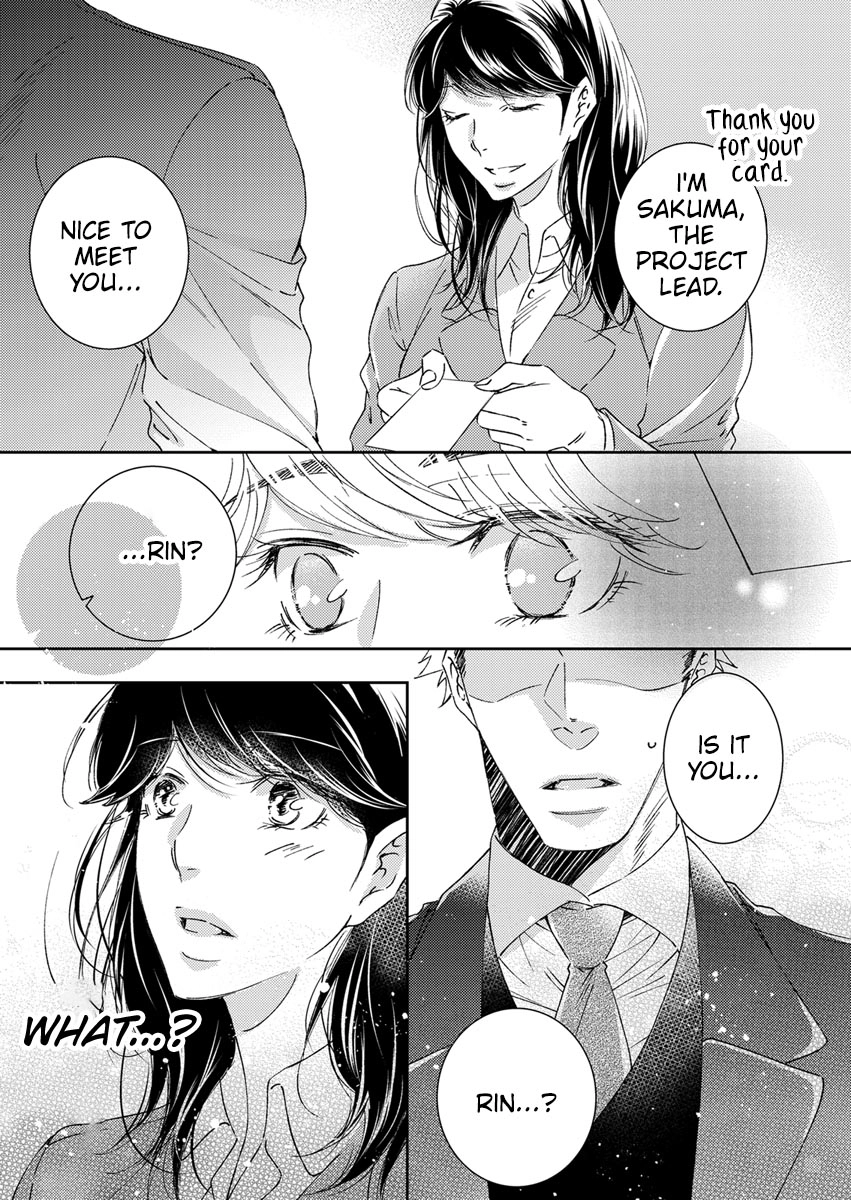 Thank you
for your
card.
I'M
SAKUMA,
THE
PROJECT
LEAD.
NICE TO
MEET
YOU...
...RIN?
IS IT
YOU...
RIN...?
WHAT...?